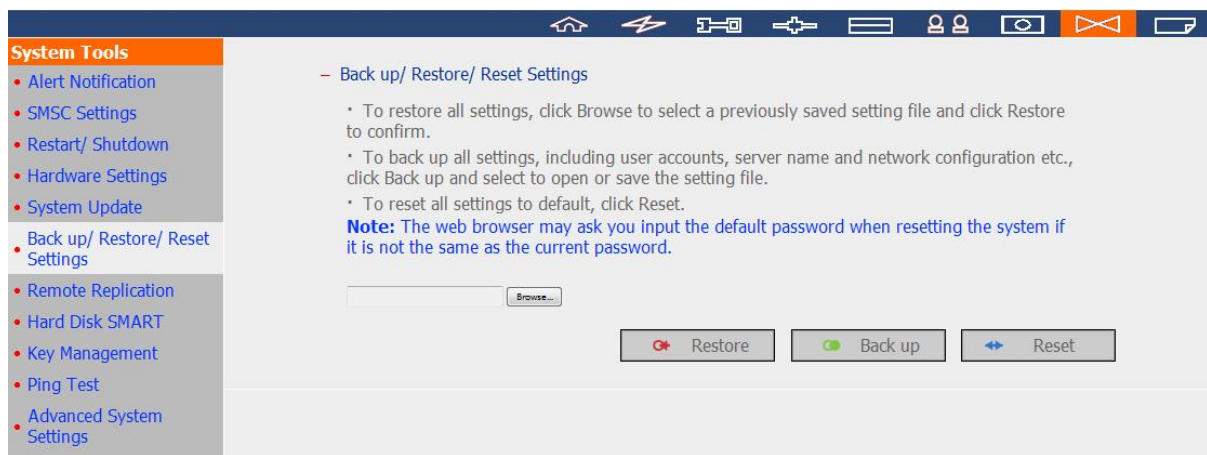 System Tools
• Alert Notification
• SMSC Settings
• Restart/ Shutdown
• Hardware Settings
• System Update
• Back up/ Restore/ Reset
Settings
• Remote Replication
• Hard Disk SMART
• Key Management
• Ping Test
• Advanced System
Settings
– Back up/ Restore/ Reset Settings
· To restore all settings, click Browse to select a previously saved setting file and click Restore
to confirm.
· To back up all settings, including user accounts, server name and network configuration etc.,
click Back up and select to open or save the setting file.
· To reset all settings to default, click Reset.
Note: The web browser may ask you input the default password when resetting the system if
it is not the same as the current password.
Browse...
Restore Back up Reset